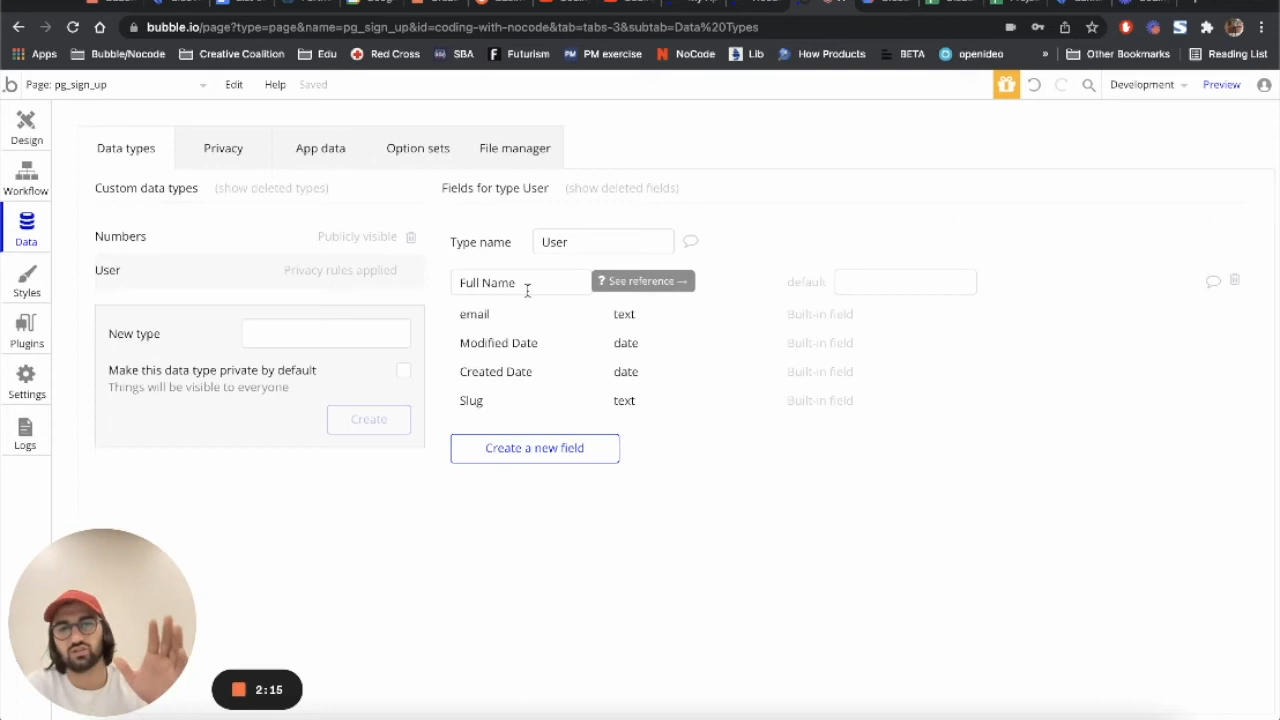 bubble.io/page?type=page&name=pg_sign_up&id=coding-with-nocode&tab=tabs-3&subtab=Data%20Types
Apps Bubble/Nocode Creative Coalition Edu Red Cross SBA Futurism PM exercise NoCode Lib How Products BETA openideo » Other Bookmarks Reading List
Page: pg_sign_up Edit Help Saved Development Preview
Design
Workflow
Data
Styles
Plugins
Settings
Logs
Data types Privacy App data Option sets File manager
Custom data types (show deleted types)
Numbers Publicly visible
User Privacy rules applied
New type
Make this data type private by default
Things will be visible to everyone
Create
Fields for type User (show deleted fields)
Type name User
Full Name ? See reference → default
email text Built-in field
Modified Date date Built-in field
Created Date date Built-in field
Slug text Built-in field
Create a new field
2:15